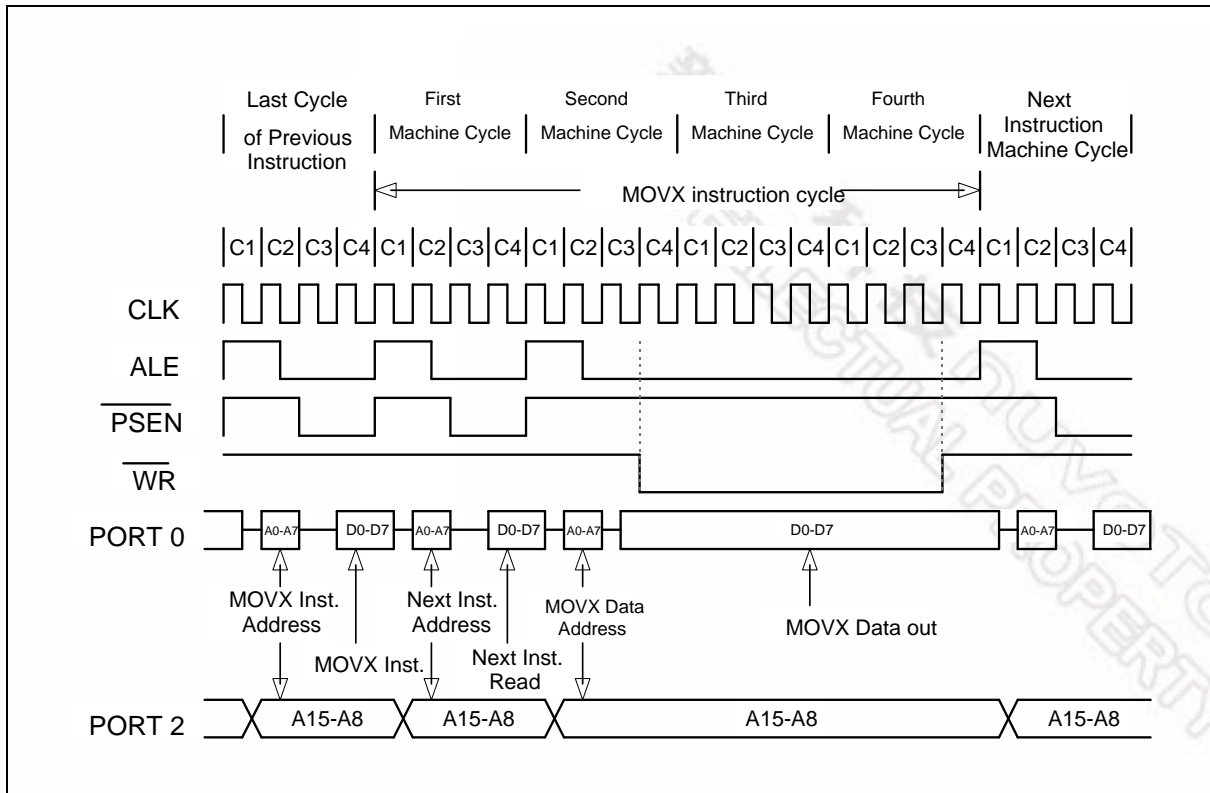 Last Cycle
of Previous
Instruction
First
Machine Cycle
Second
Machine Cycle
Third
Machine Cycle
Fourth
Machine Cycle
Next
Instruction
Machine Cycle
MOVX instruction cycle
C1 C2 C3 C4 C1 C2 C3 C4 C1 C2 C3 C4 C1 C2 C3 C4 C1 C2 C3 C4 C1 C2 C3 C4
CLK
ALE
PSEN
WR
PORT 0
A0-A7 D0-D7 A0-A7 D0-D7 A0-A7 D0-D7 A0-A7 D0-D7
MOVX Inst.
Address
MOVX Inst.
Next Inst.
Address
Next Inst.
Read
MOVX Data
Address
MOVX Data out
PORT 2
A15-A8 A15-A8 A15-A8 A15-A8
NUVOTO
LECTUAL PROPERTY